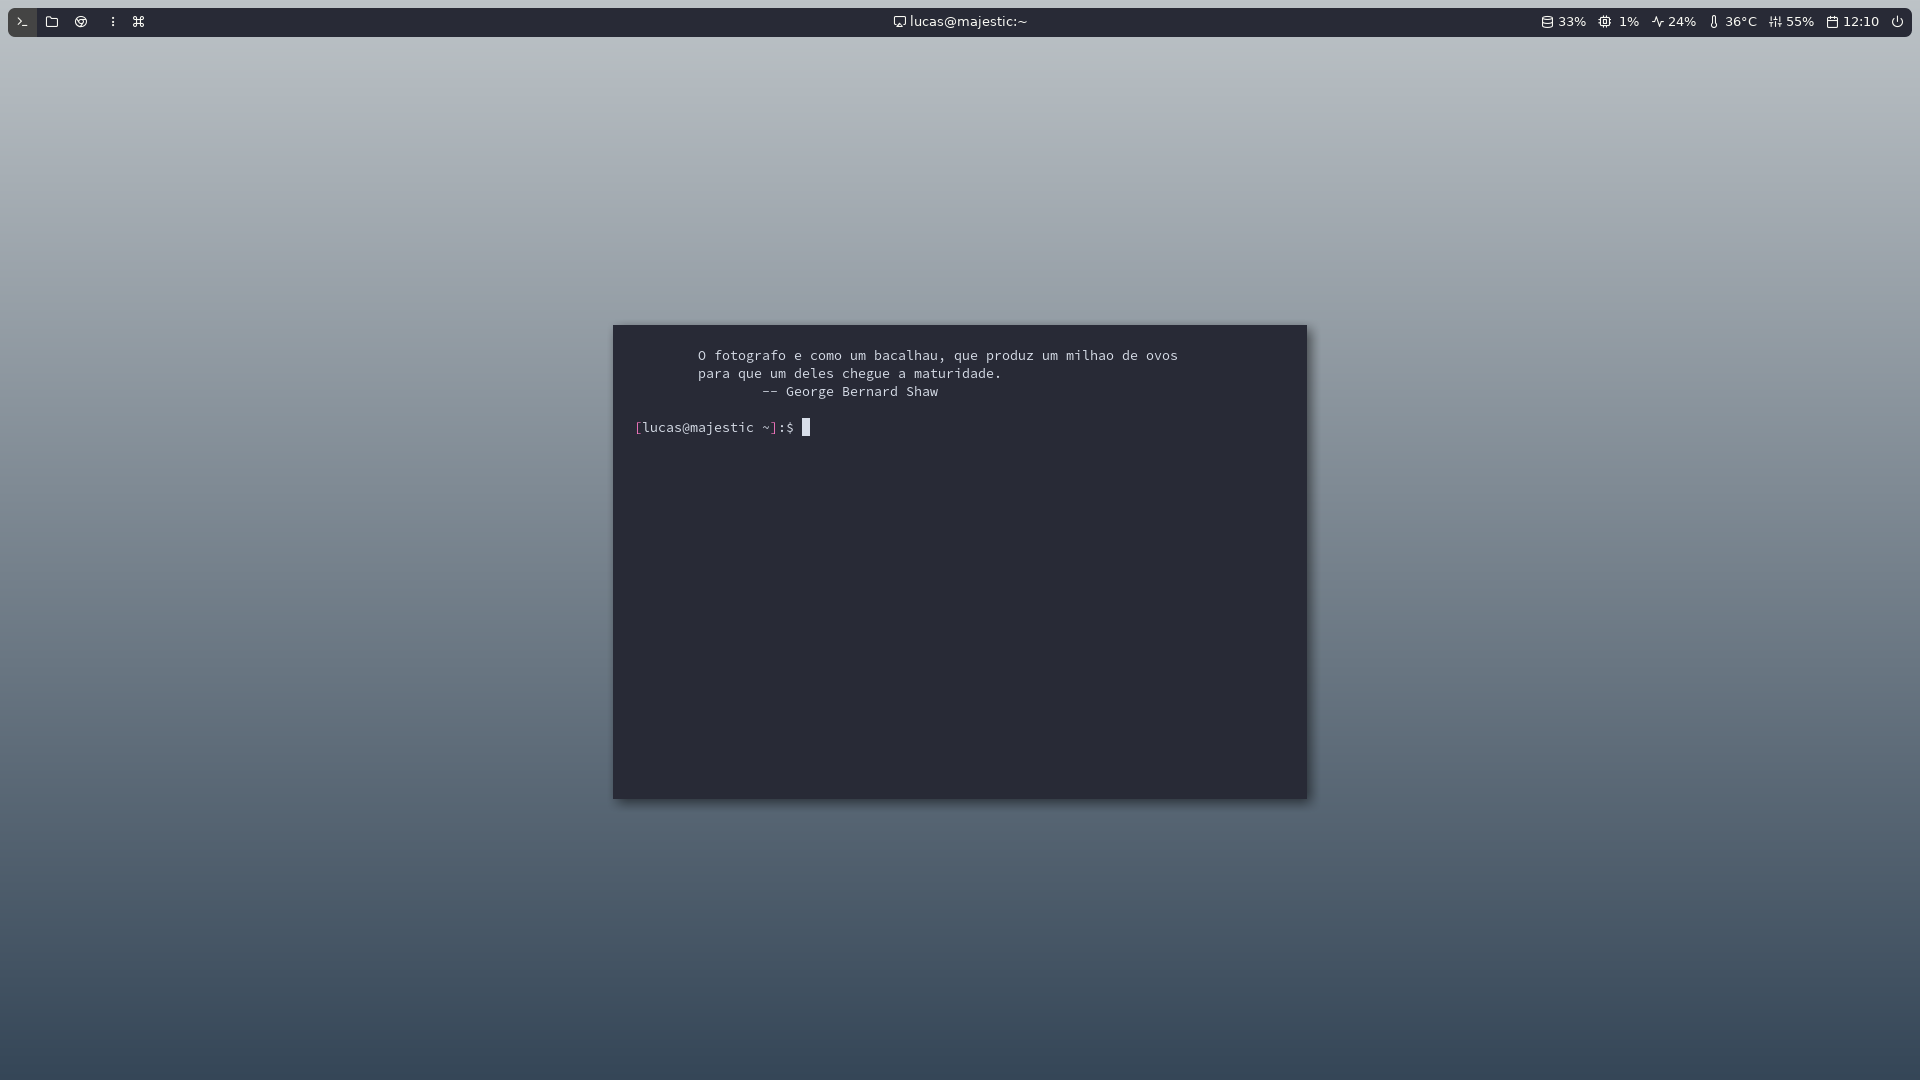 lucas@majestic:~
33% 1% 24% 36°C 55% 12:10
O fotografo e como um bacalhau, que produz um milhao de ovos
para que um deles chegue a maturidade.
-- George Bernard Shaw
[lucas@majestic ~]:$